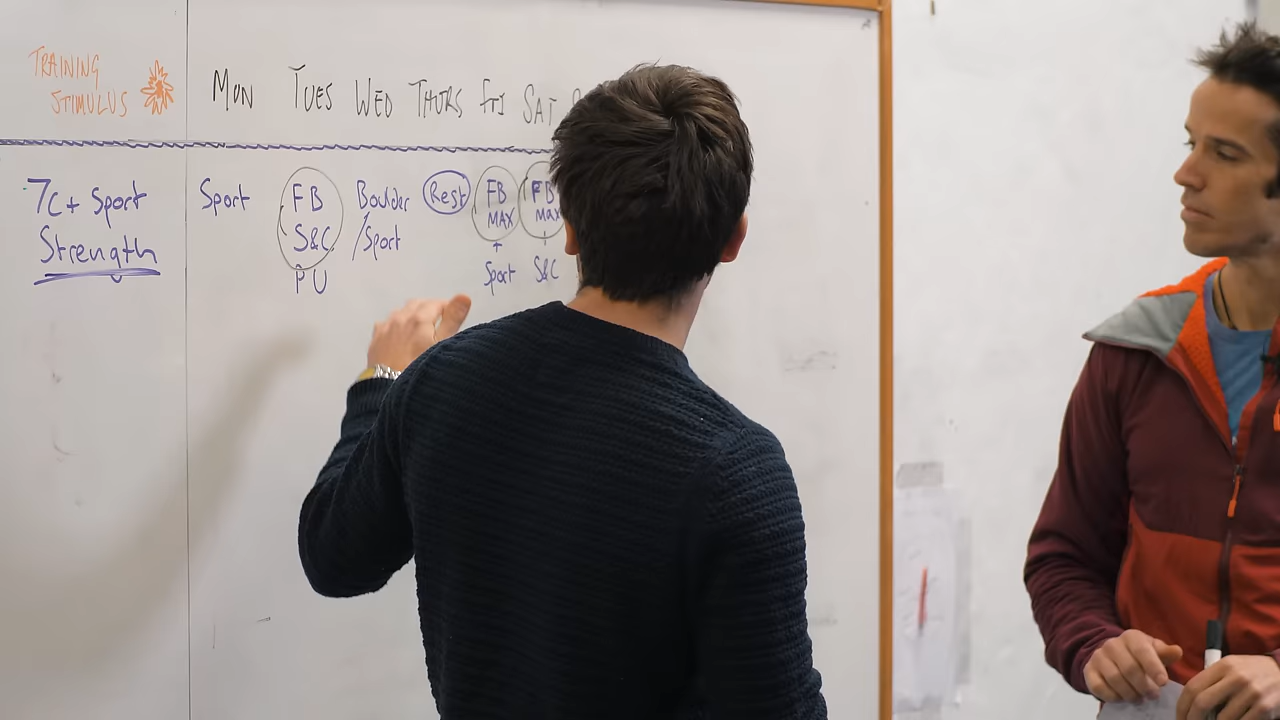 TRAINING
STIMULUS
MON TUES WED THURS FRI SAT
7c+ Sport
Strength
Sport
FB
S&C
PU
Boulder
/Sport
Rest
FB
MAX
+
Sport
FB
MAX
+
S&C